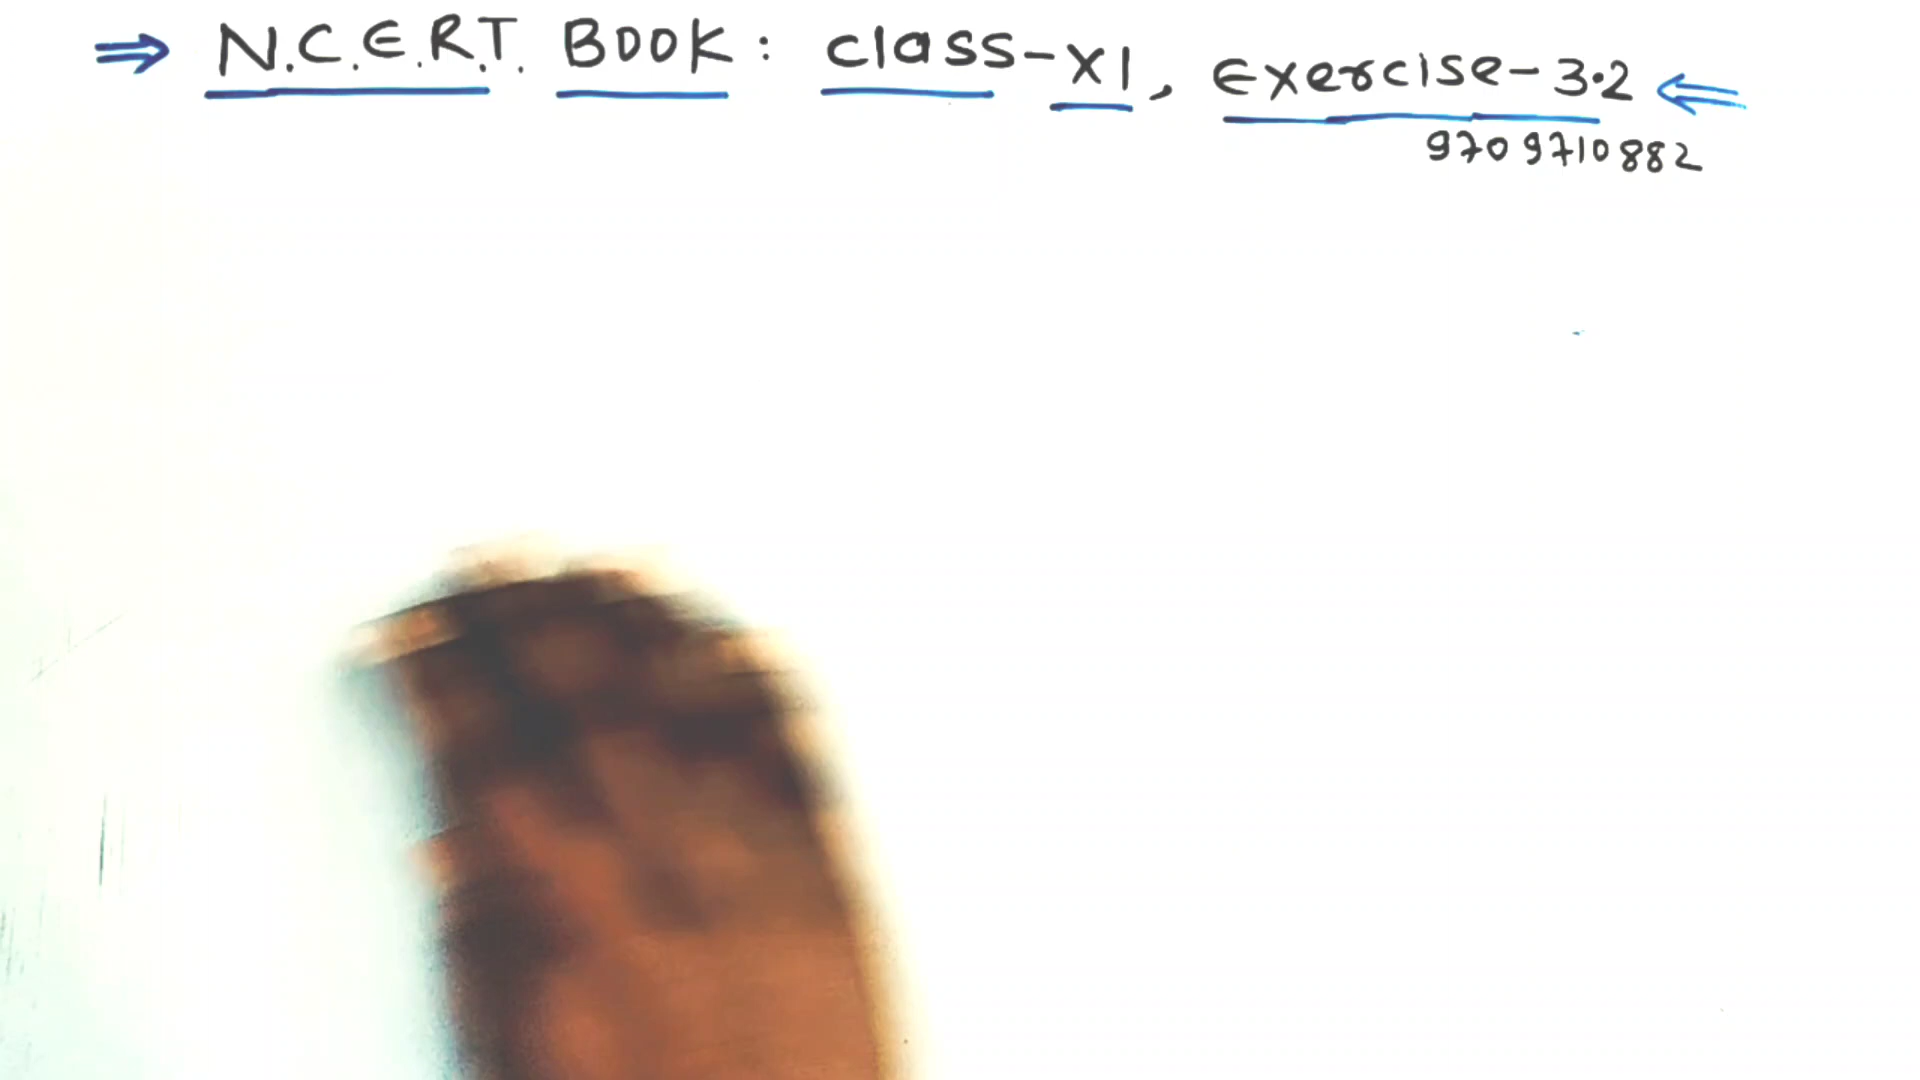 ⇒ N.C.E.R.T. BOOK: class-XI, Exercise-3.2 ⇐
9709710882